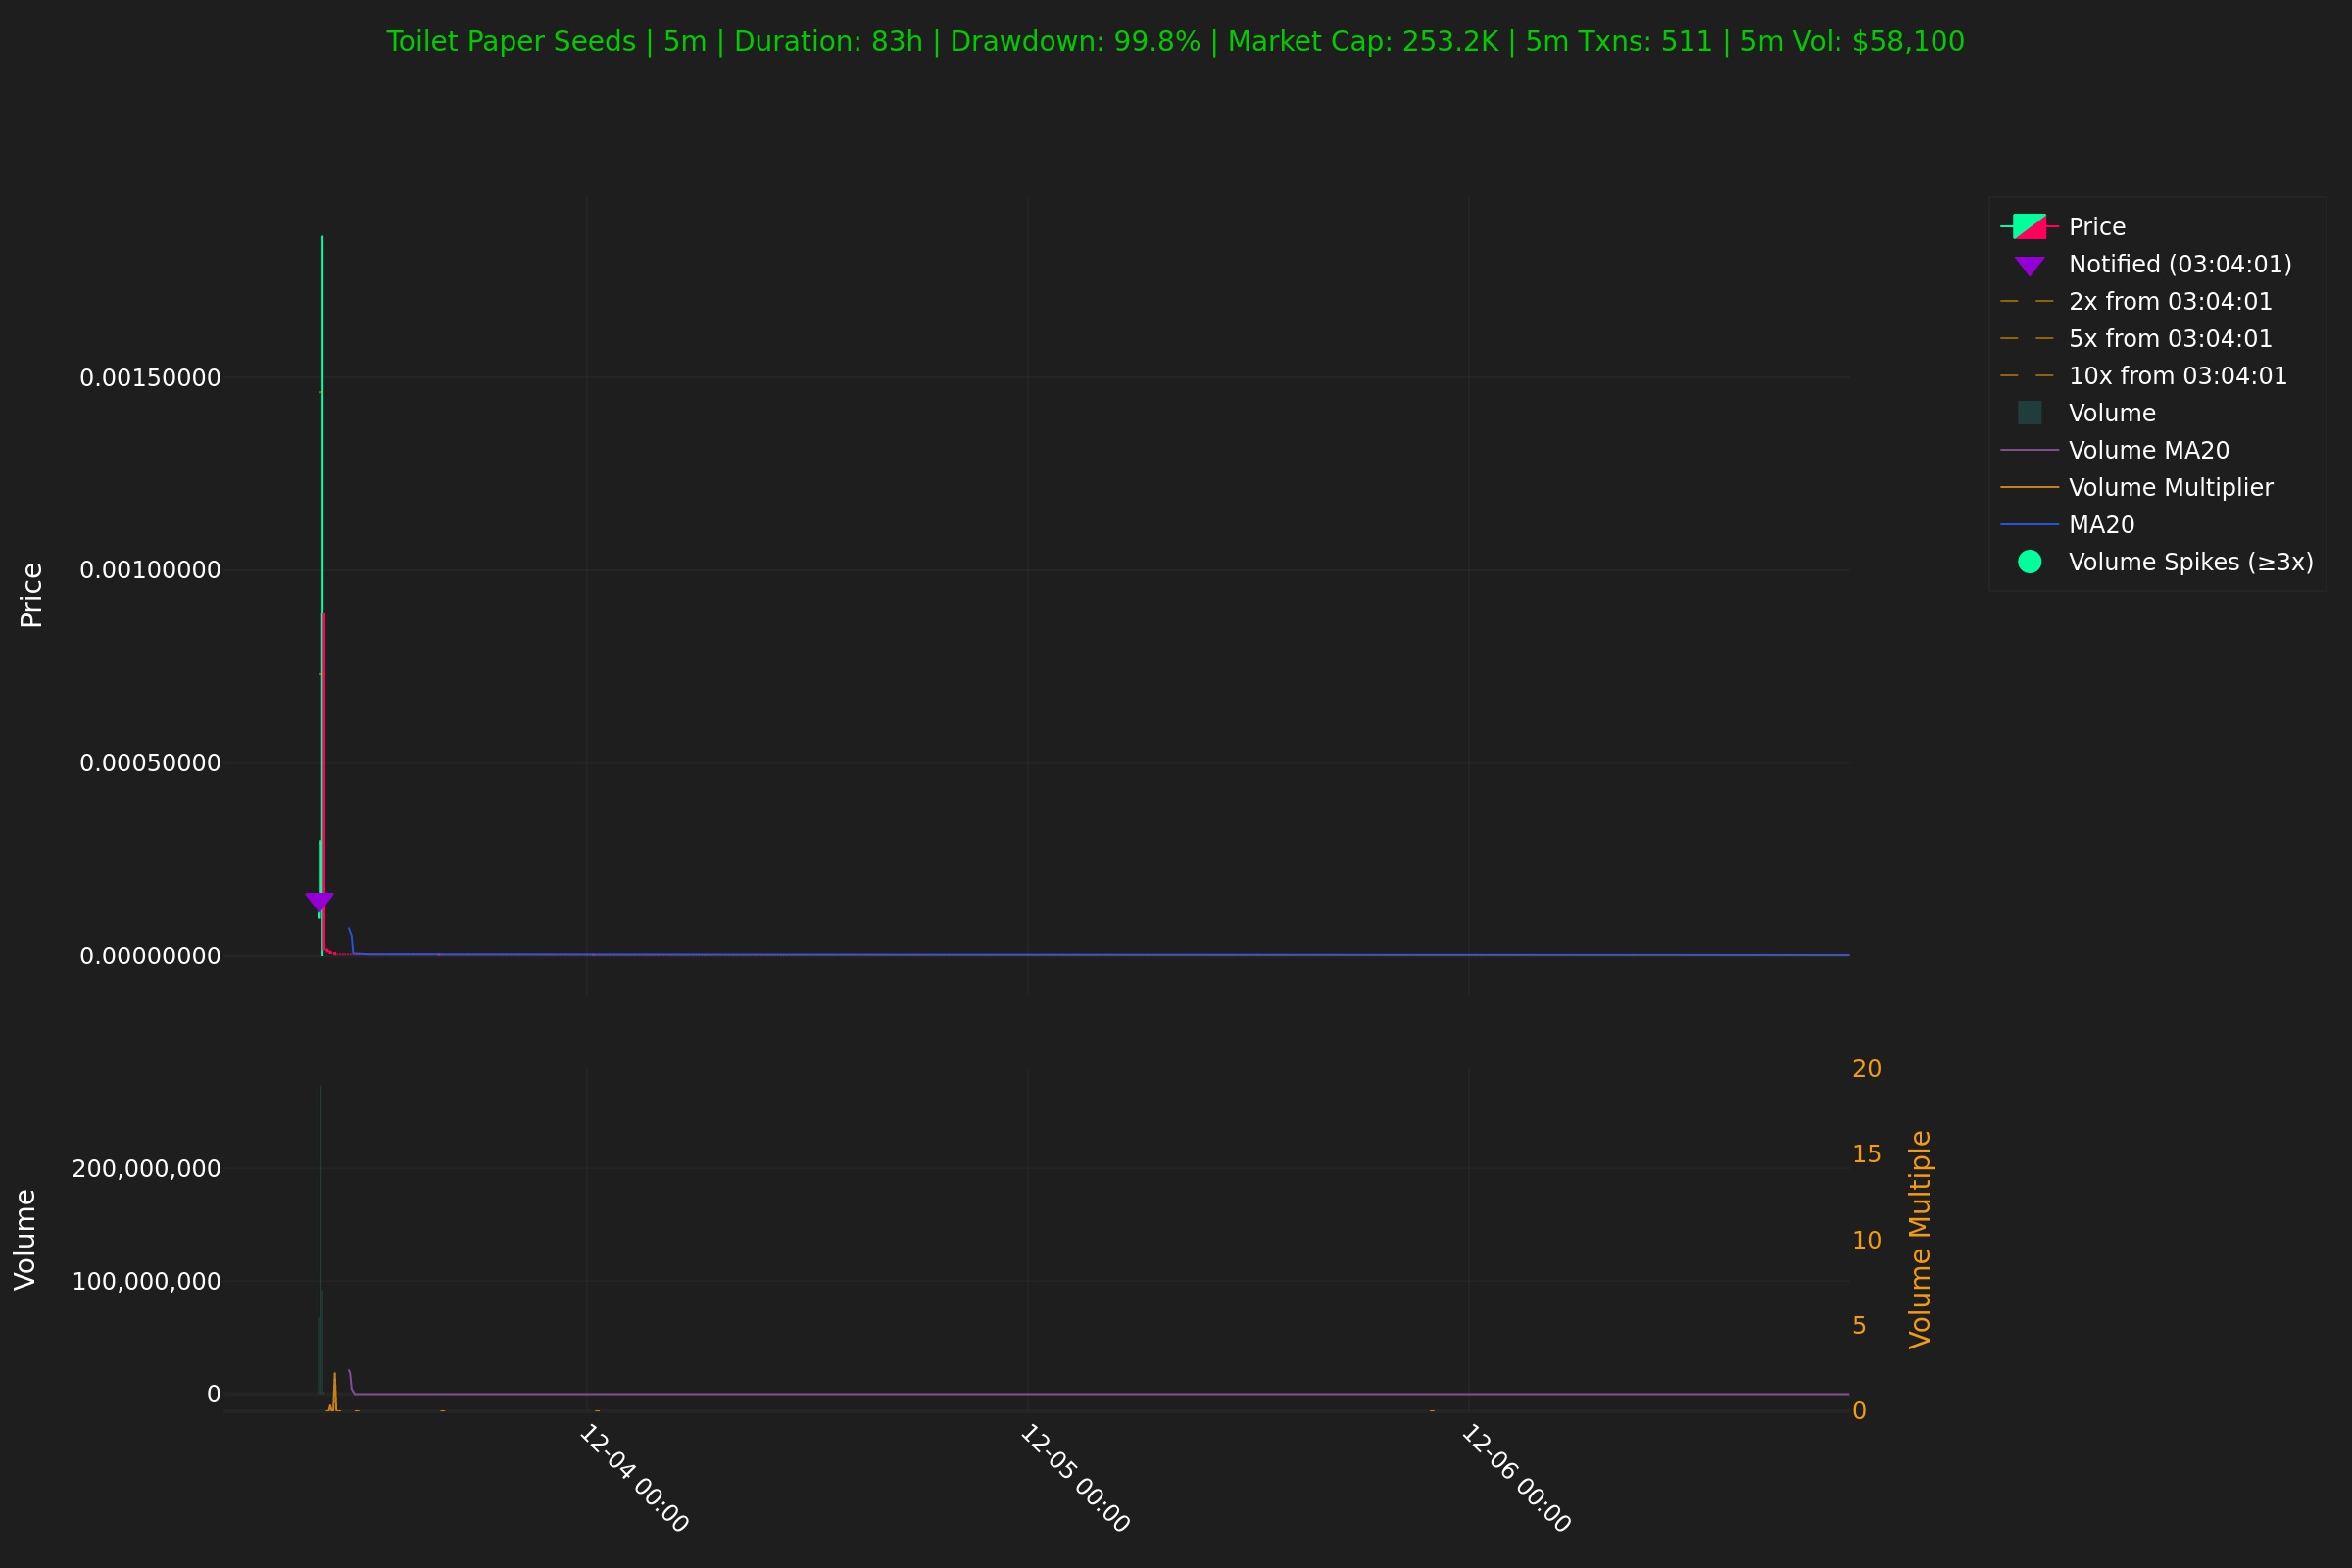 Toilet Paper Seeds | 5m | Duration: 83h | Drawdown: 99.8% | Market Cap: 253.2K | 5m Txns: 511 | 5m Vol: $58,100
Price
0.00150000
0.00100000
0.00050000
0.00000000
Price
Notified (03:04:01)
2x from 03:04:01
5x from 03:04:01
10x from 03:04:01
Volume
Volume MA20
Volume Multiplier
MA20
Volume Spikes (≥3x)
Volume
200,000,000
100,000,000
0
20
15
10
5
0
Volume Multiple
12-04 00:00
12-05 00:00
12-06 00:00